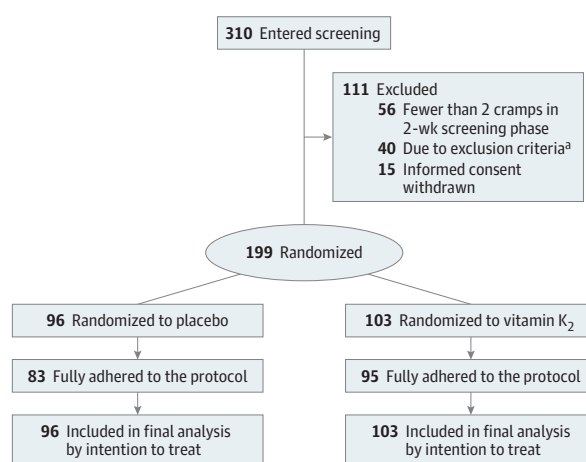 310 Entered screening
111 Excluded
56 Fewer than 2 cramps in
2-wk screening phase
40 Due to exclusion criteriaᵃ
15 Informed consent
withdrawn
199 Randomized
96 Randomized to placebo
103 Randomized to vitamin K₂
83 Fully adhered to the protocol
95 Fully adhered to the protocol
96 Included in final analysis
by intention to treat
103 Included in final analysis
by intention to treat